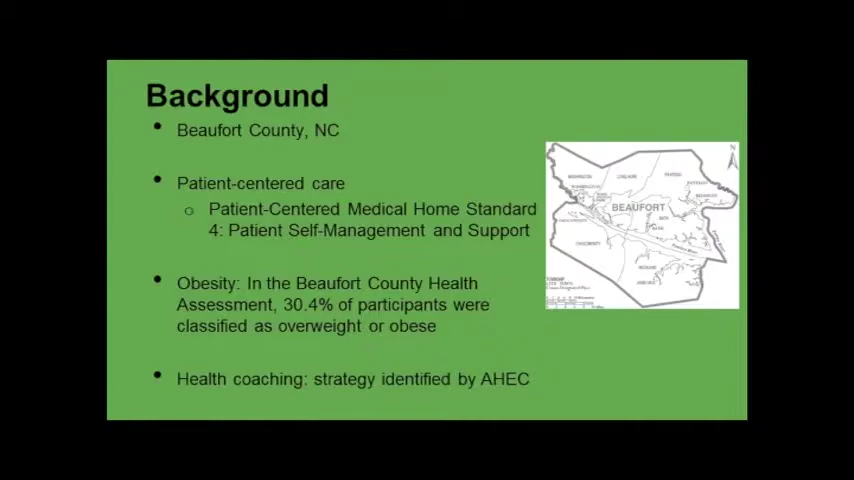 Background
• Beaufort County, NC
• Patient-centered care
o Patient-Centered Medical Home Standard
4: Patient Self-Management and Support
• Obesity: In the Beaufort County Health
Assessment, 30.4% of participants were
classified as overweight or obese
• Health coaching: strategy identified by AHEC
N
WASHINGTON
BEAUFORT